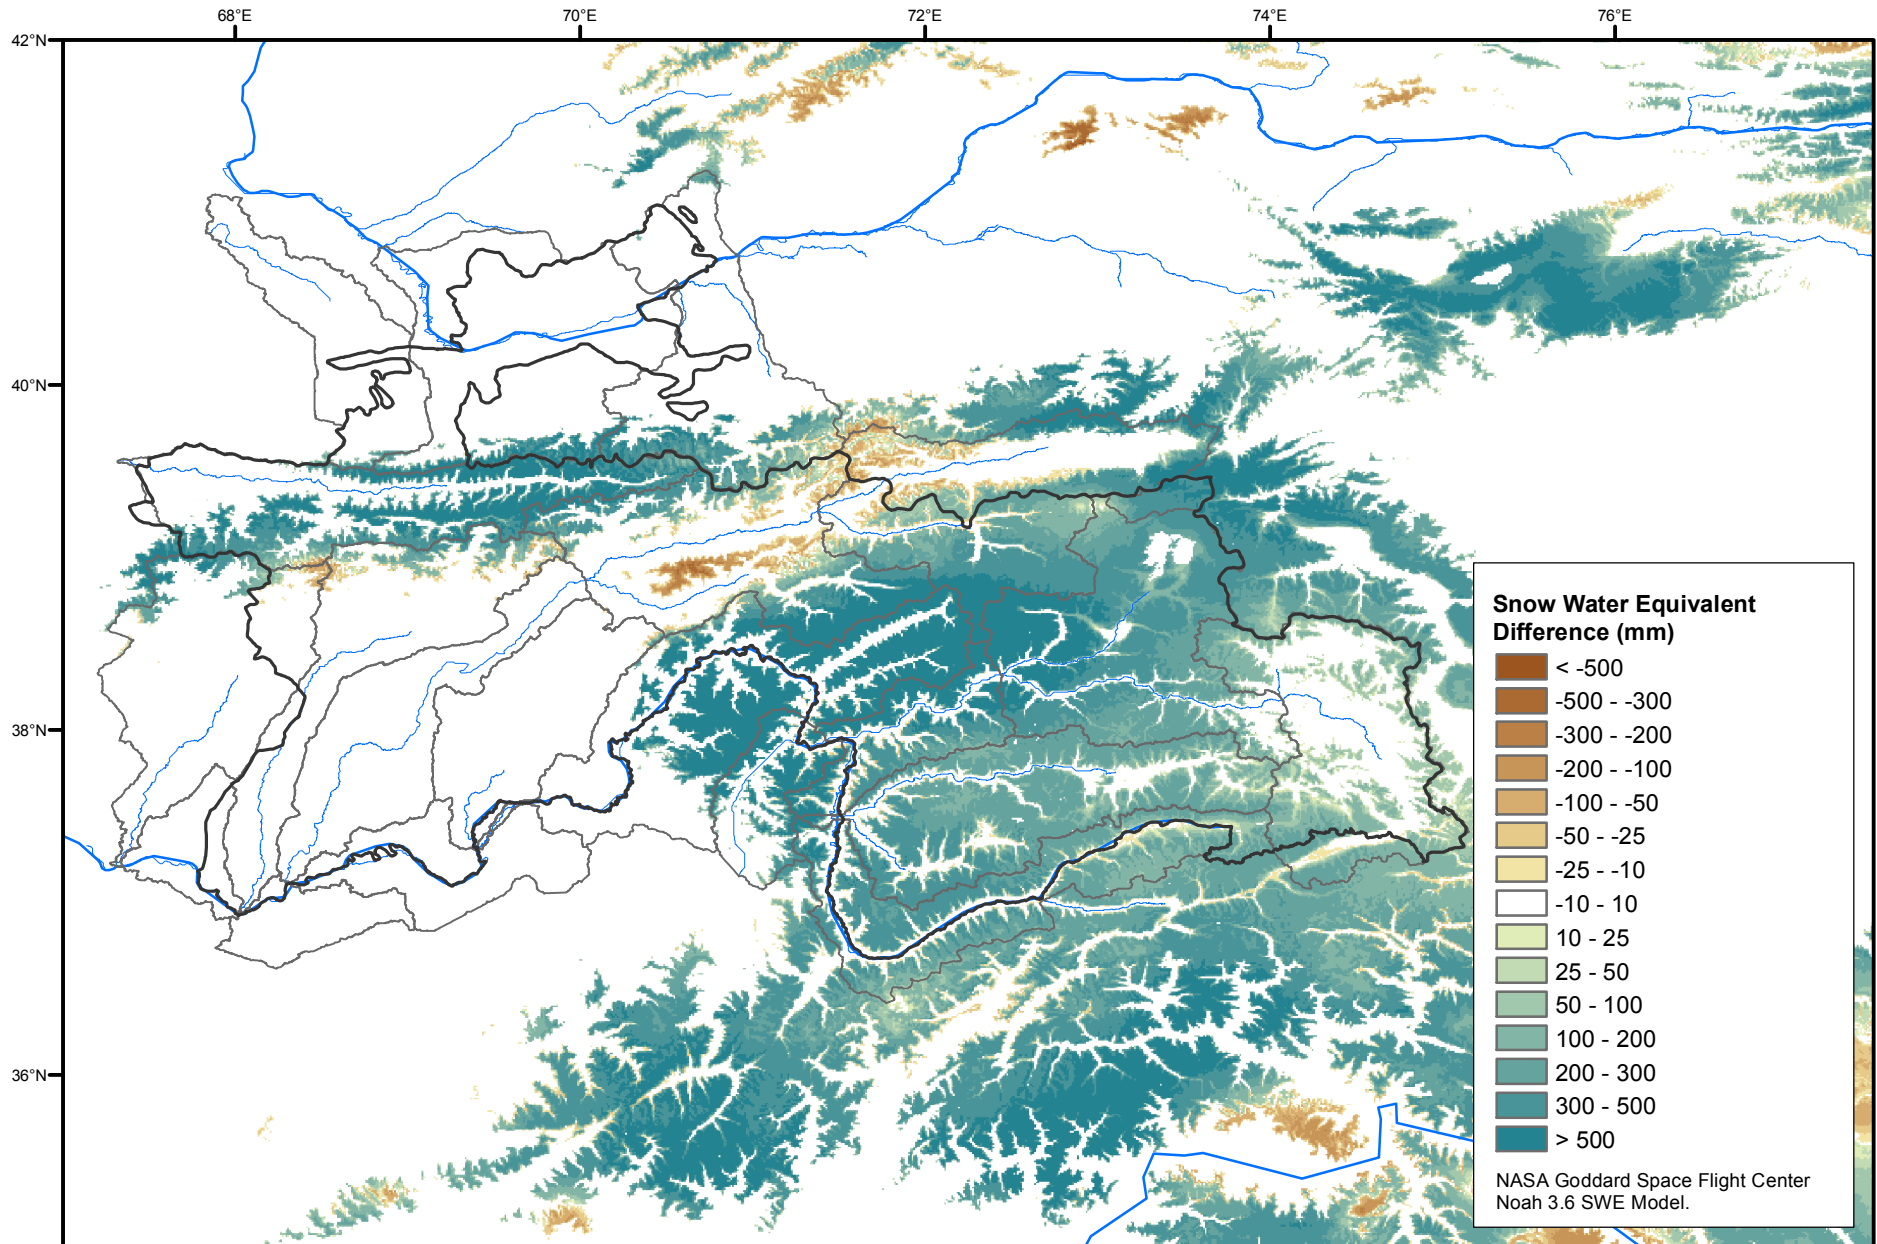 68°E
70°E
72°E
74°E
76°E
42°N
40°N
38°N
36°N
Snow Water Equivalent
Difference (mm)
< -500
-500 - -300
-300 - -200
-200 - -100
-100 - -50
-50 - -25
-25 - -10
-10 - 10
10 - 25
25 - 50
50 - 100
100 - 200
200 - 300
300 - 500
> 500
NASA Goddard Space Flight Center
Noah 3.6 SWE Model.